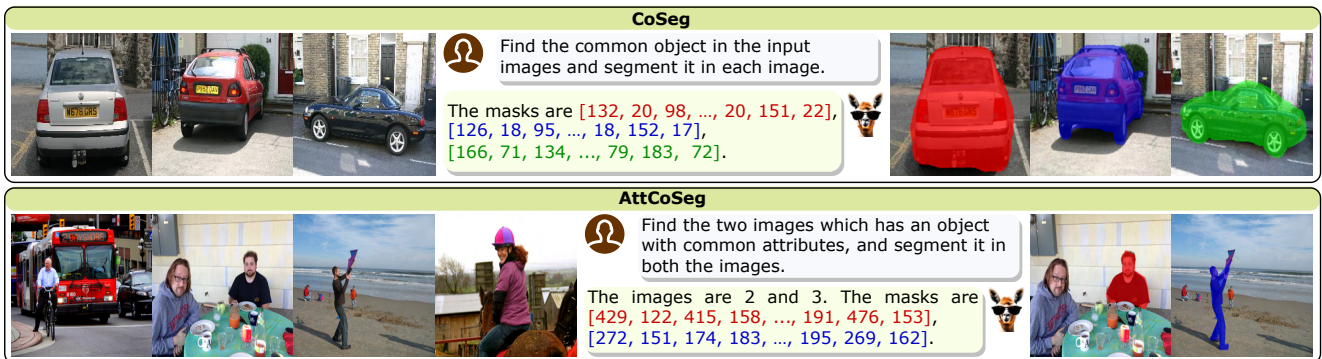 CoSeg
Find the common object in the input
images and segment it in each image.
The masks are [132, 20, 98, ..., 20, 151, 22],
[126, 18, 95, ..., 18, 152, 17],
[166, 71, 134, ..., 79, 183, 72].
N678 GRS
AttCoSeg
Find the two images which has an object
with common attributes, and segment it in
both the images.
The images are 2 and 3. The masks are
[429, 122, 415, 158, ..., 191, 476, 153],
[272, 151, 174, 183, ..., 195, 269, 162].